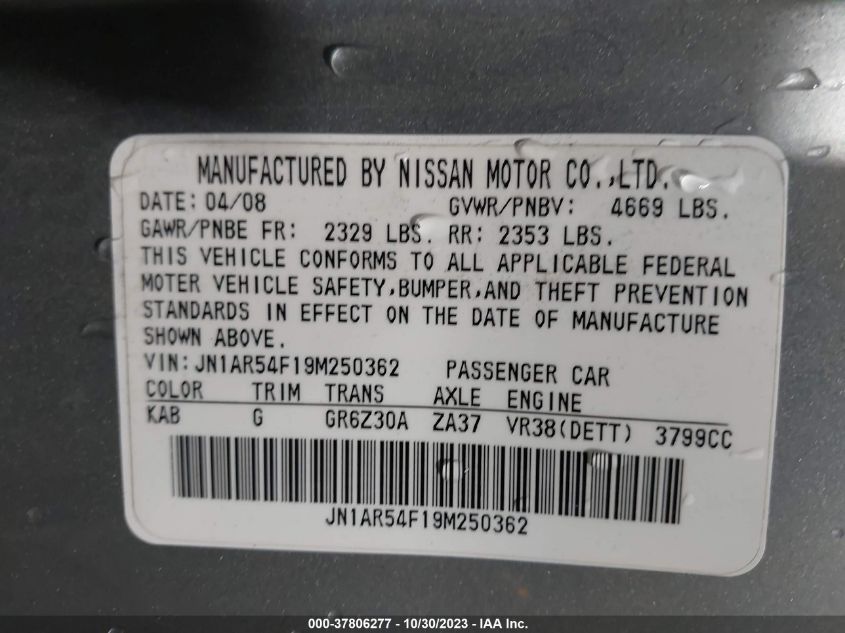 MANUFACTURED BY NISSAN MOTOR CO.,LTD.
DATE: 04/08 GVWR/PNBV: 4669 LBS.
GAWR/PNBE FR: 2329 LBS. RR: 2353 LBS.
THIS VEHICLE CONFORMS TO ALL APPLICABLE FEDERAL
MOTER VEHICLE SAFETY,BUMPER,AND THEFT PREVENTION
STANDARDS IN EFFECT ON THE DATE OF MANUFACTURE
SHOWN ABOVE.
VIN: JN1AR54F19M250362 PASSENGER CAR
COLOR TRIM TRANS AXLE ENGINE
KAB G GR6Z30A ZA37 VR38(DETT) 3799CC
JN1AR54F19M250362
000-37806277 - 10/30/2023 - IAA Inc.